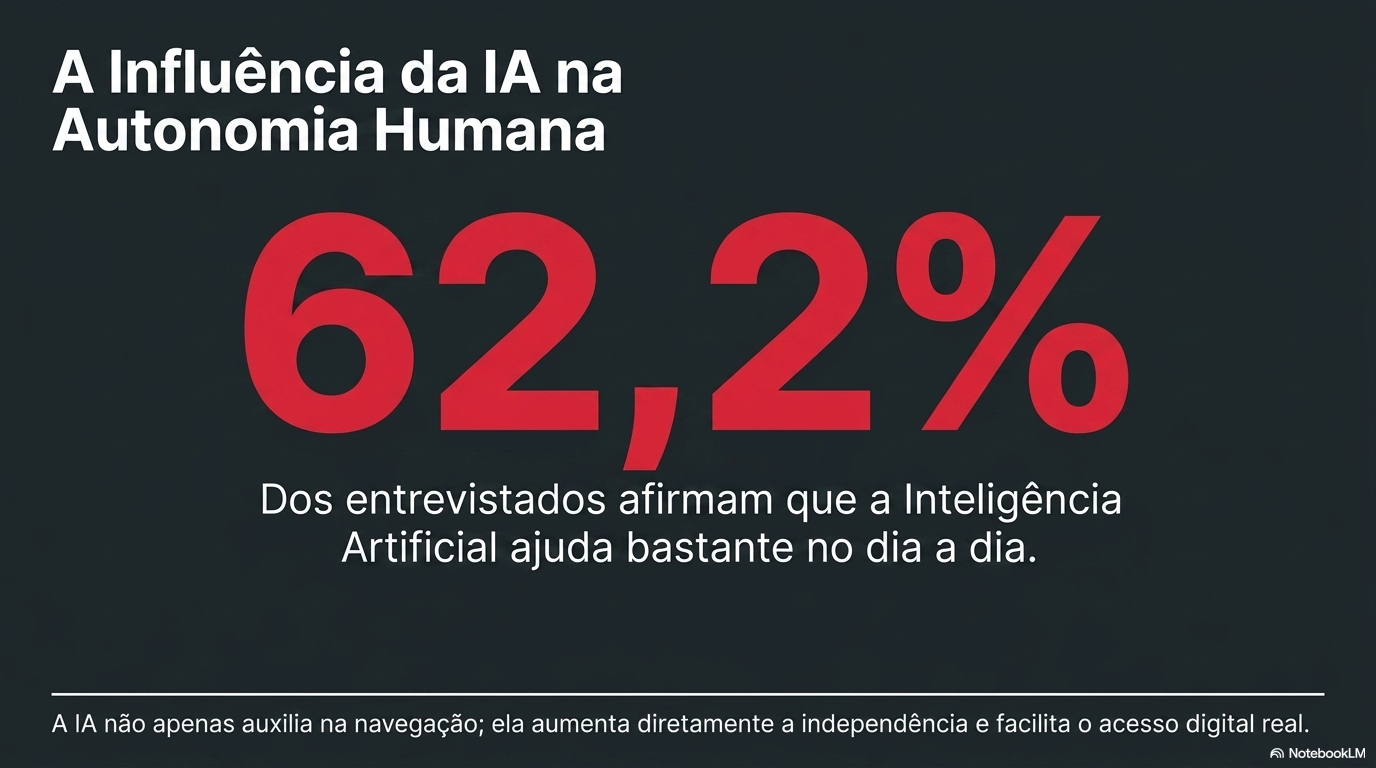 A Influência da IA na
Autonomia Humana
62,2%
Dos entrevistados afirmam que a Inteligência
Artificial ajuda bastante no dia a dia.
A IA não apenas auxilia na navegação; ela aumenta diretamente a independência e facilita o acesso digital real.
NotebookLM